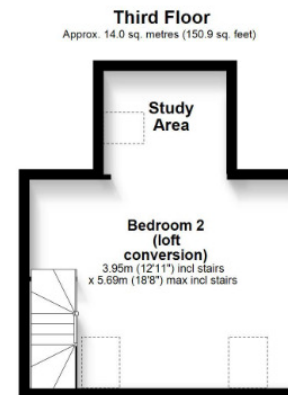 Third Floor
Approx. 14.0 sq. metres (150.9 sq. feet)
Study
Area
Bedroom 2
(loft
conversion)
3.95m (12'11") incl stairs
x 5.69m (18'8") max incl stairs